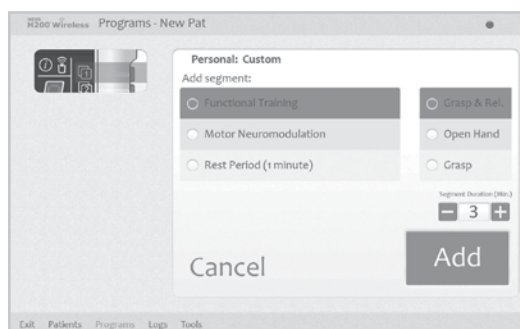 NESS
H200 Wireless Programs - New Pat
Personal: Custom
Add segment:
Functional Training
Grasp & Rel.
Motor Neuromodulation
Open Hand
Rest Period (1 minute)
Grasp
Segment Duration (Min.)
3
Cancel
Add
Exit Patients Programs Logs Tools